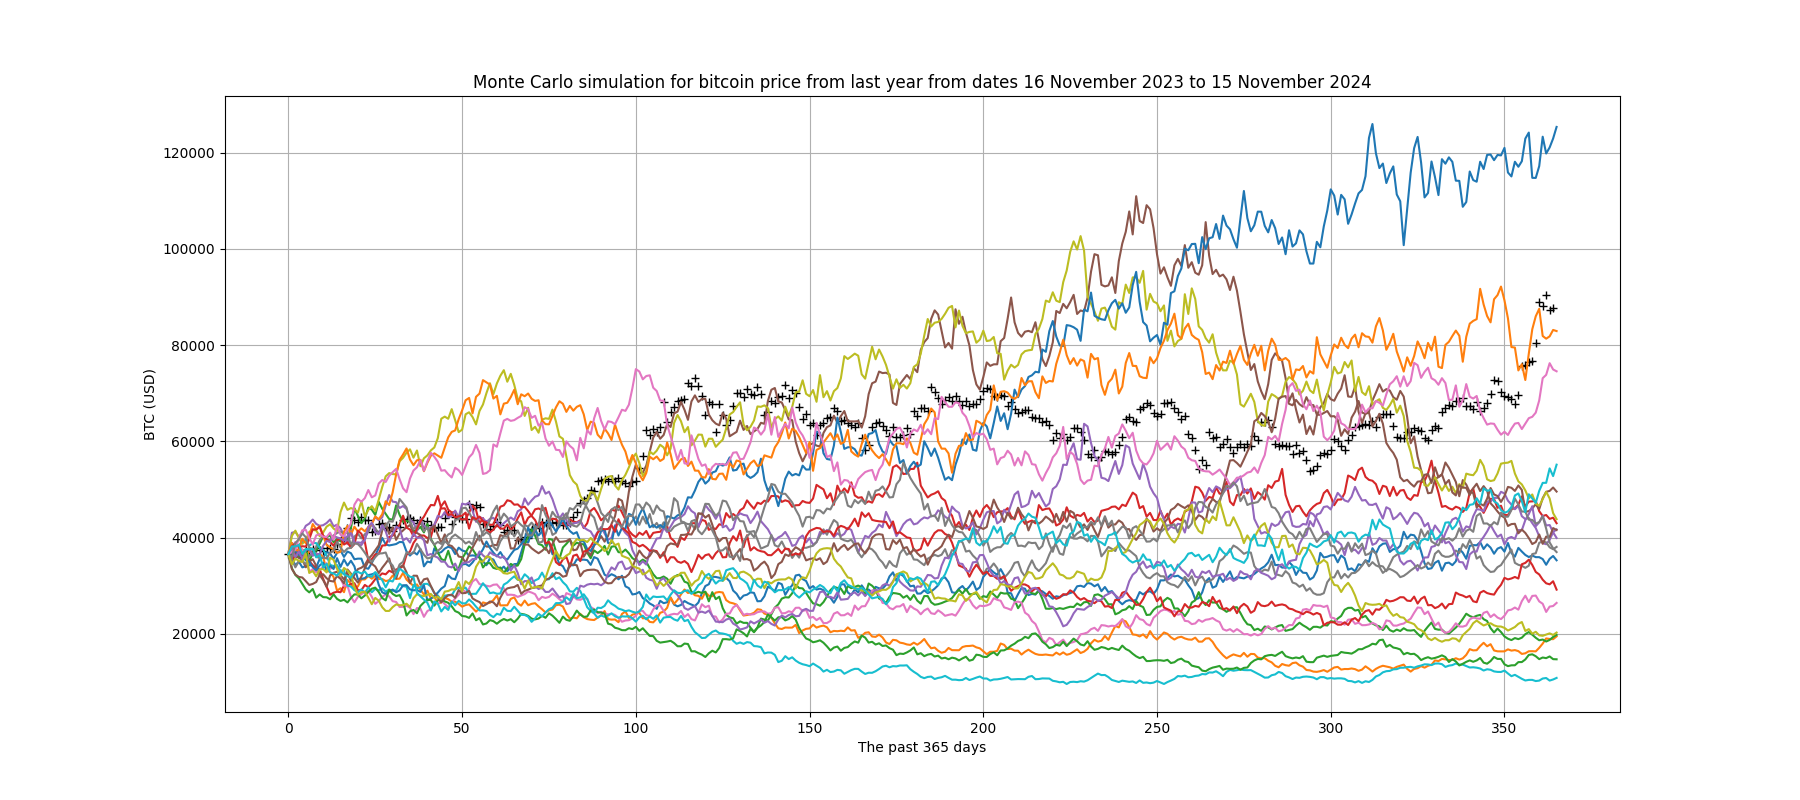 Monte Carlo simulation for bitcoin price from last year from dates 16 November 2023 to 15 November 2024
120000
100000
80000
60000
40000
20000
BTC (USD)
0 50 100 150 200 250 300 350
The past 365 days